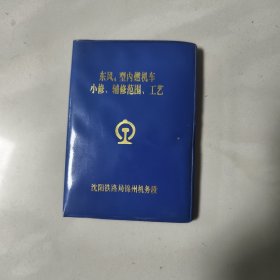 东风₄型内燃机车
小修、辅修范围、工艺
沈阳铁路局锦州机务段